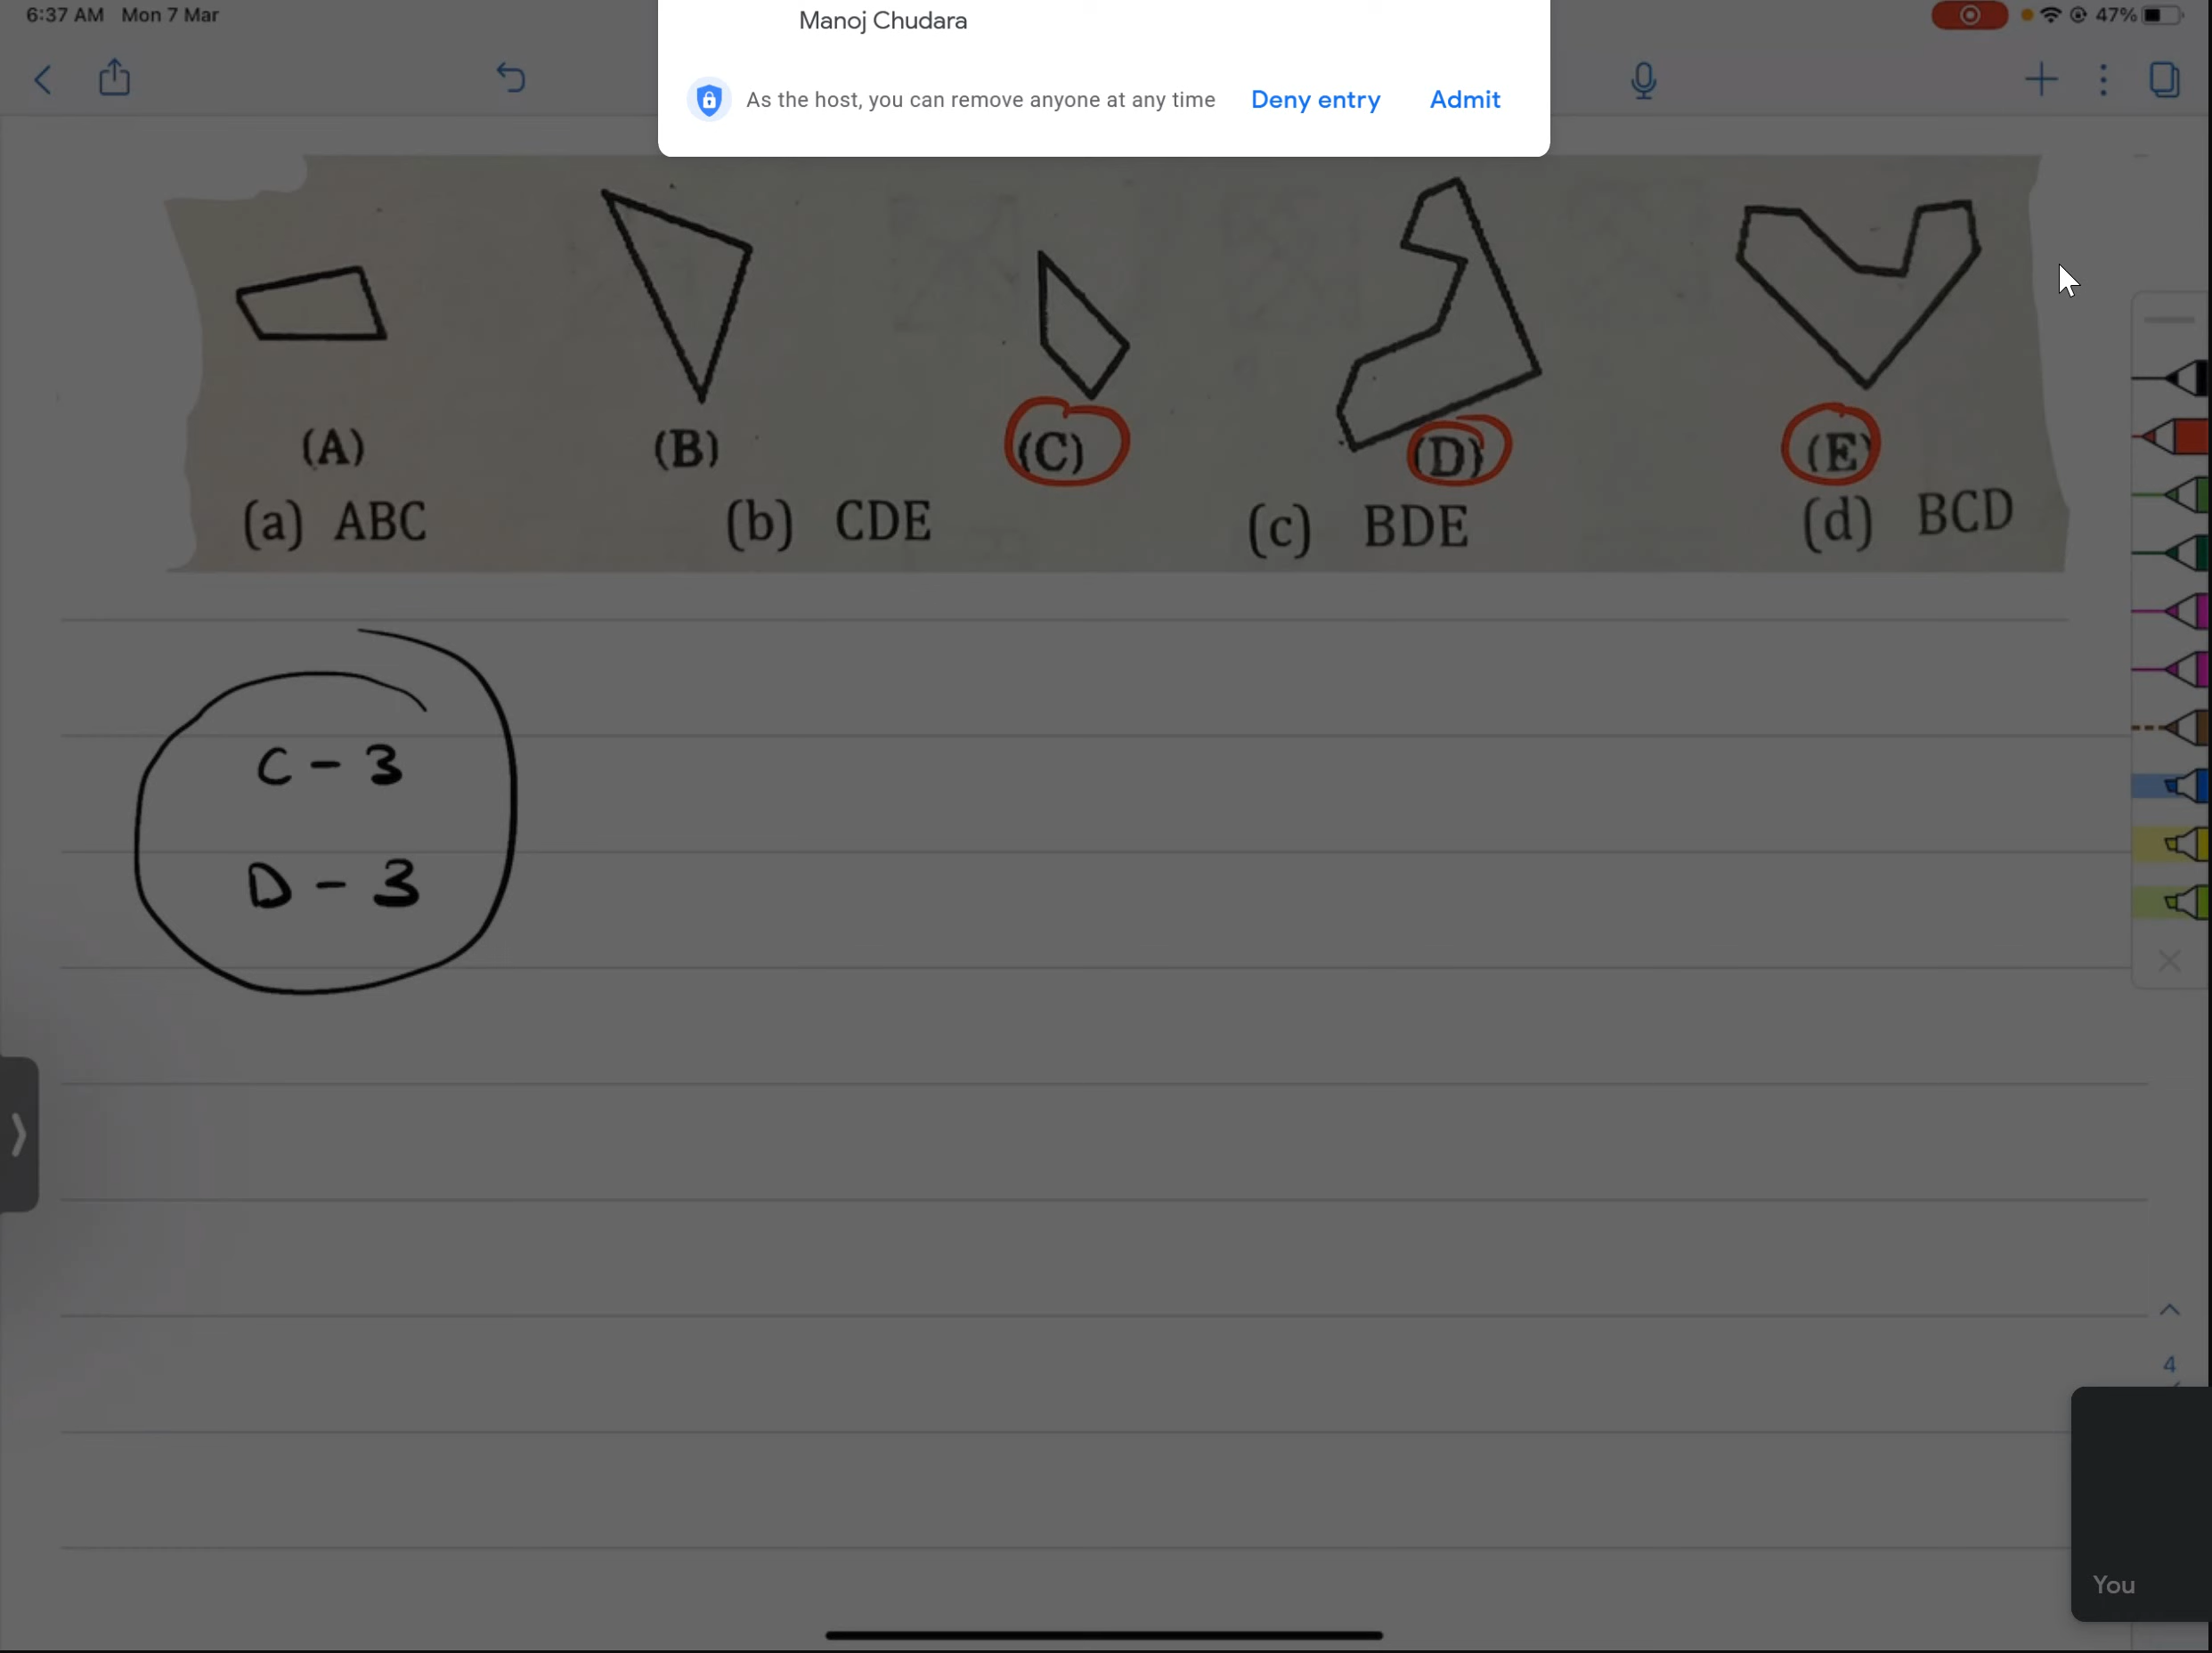 6:37 AM Mon 7 Mar
47%
Manoj Chudara
As the host, you can remove anyone at any time
Deny entry
Admit
(A) (B) (C) (D) (E)
(a) ABC (b) CDE (c) BDE (d) BCD
C - 3
D - 3
4
You